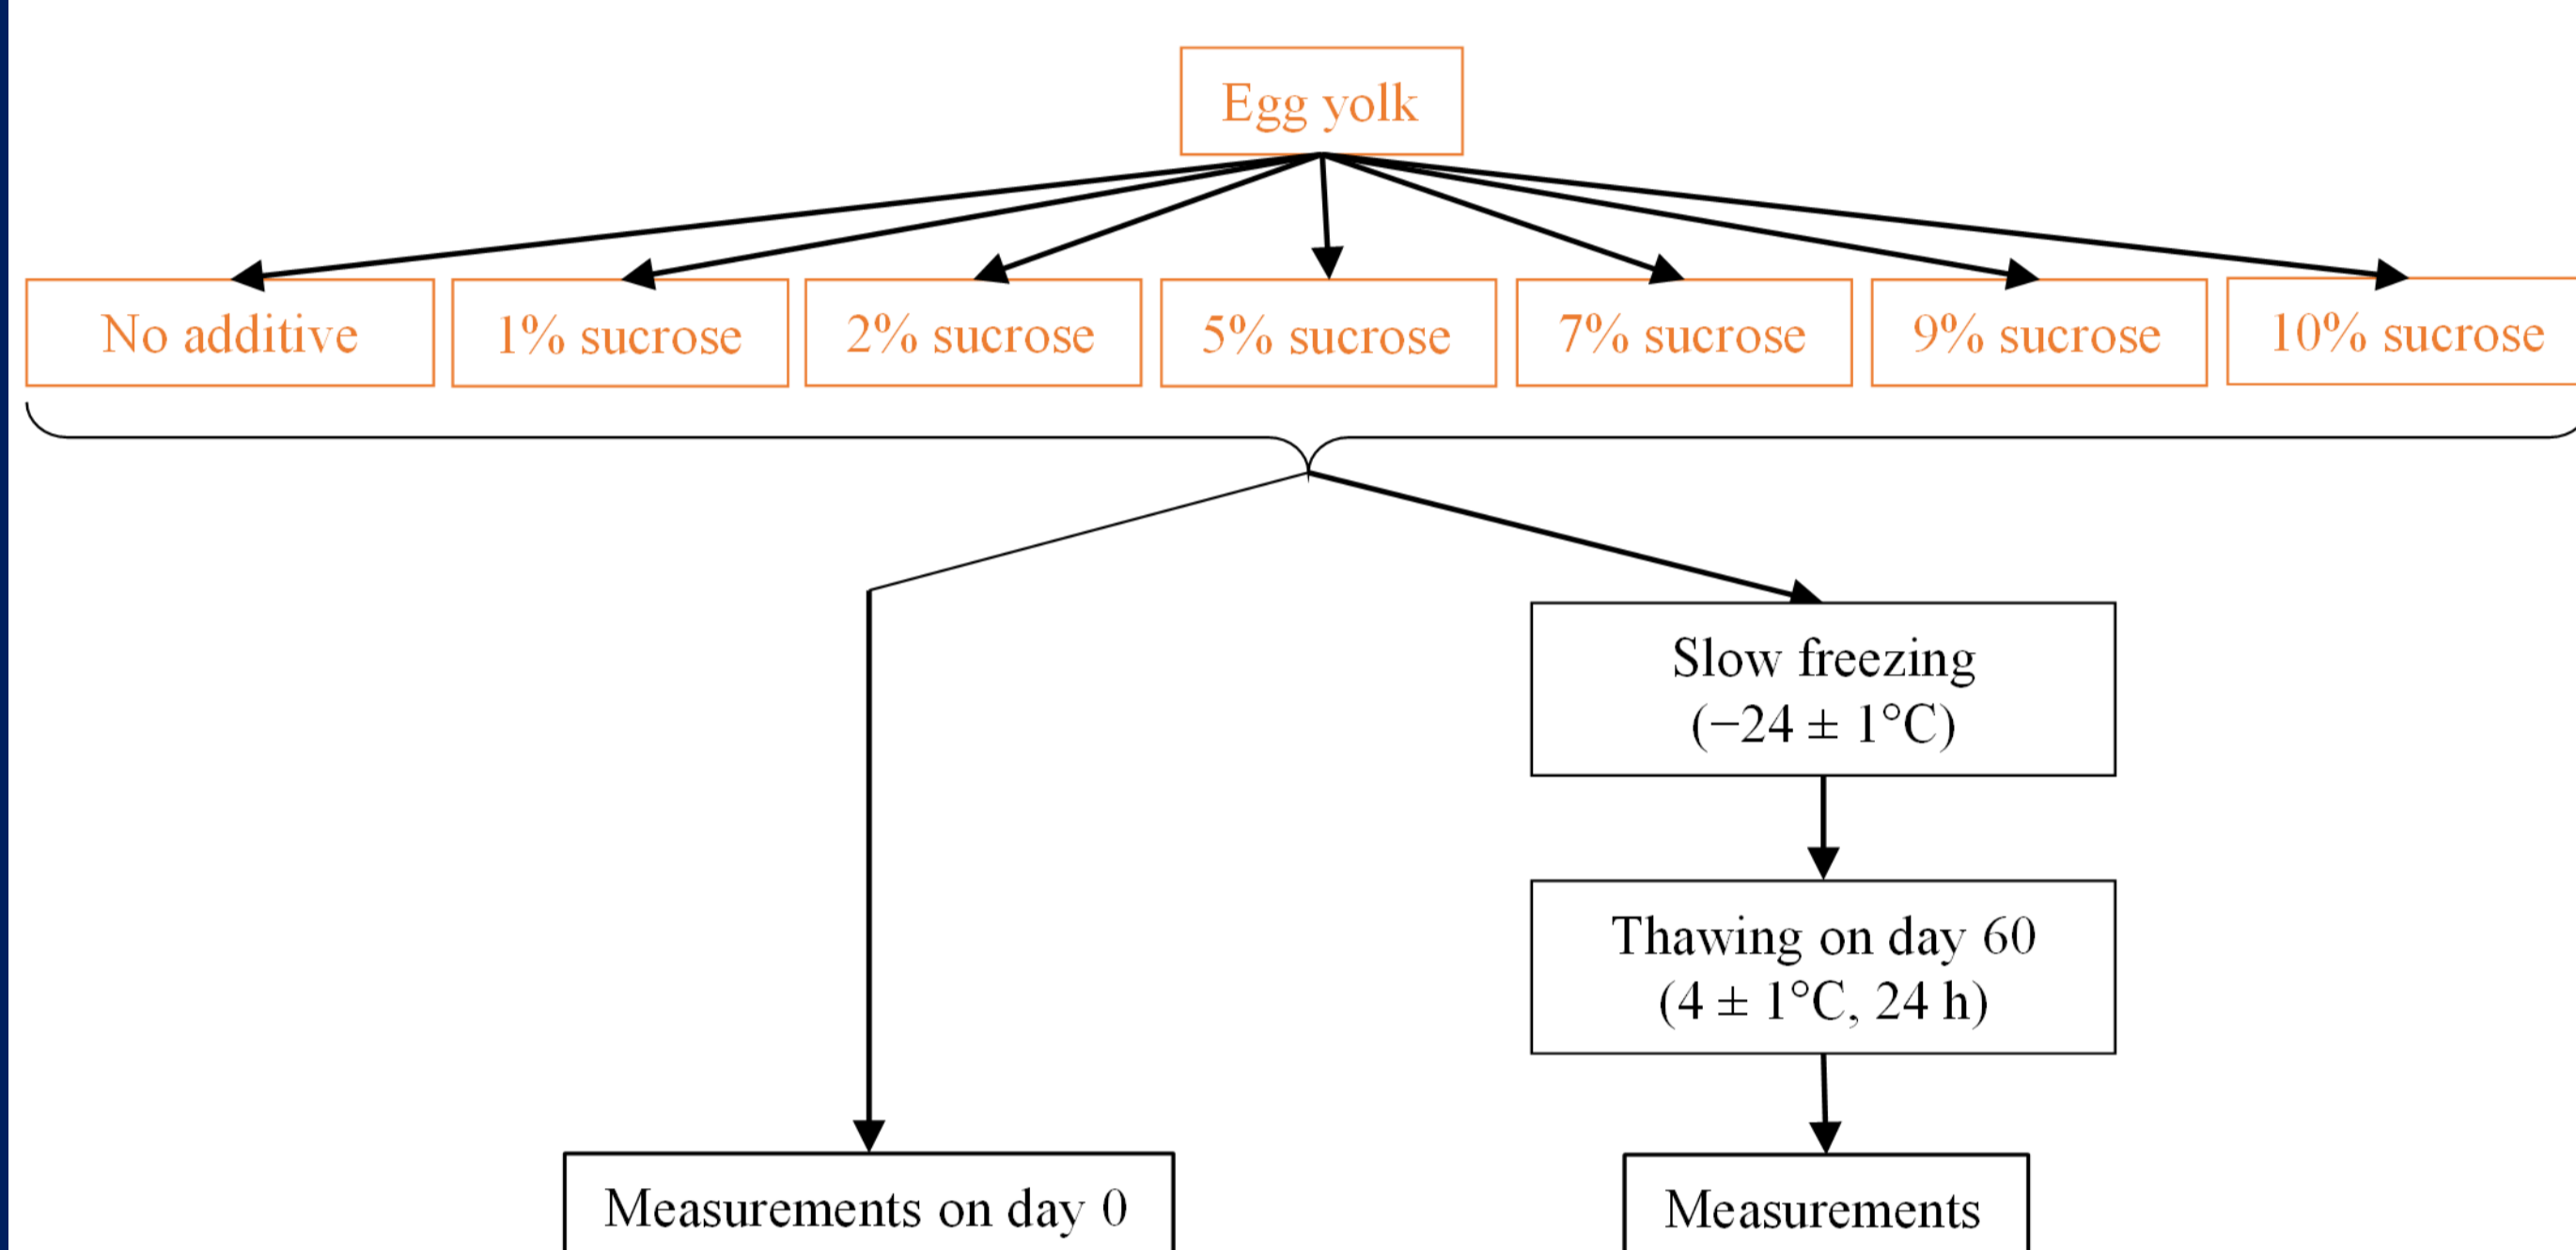 Egg yolk
No additive
1% sucrose
2% sucrose
5% sucrose
7% sucrose
9% sucrose
10% sucrose
Slow freezing
(−24 ± 1°C)
Thawing on day 60
(4 ± 1°C, 24 h)
Measurements on day 0
Measurements